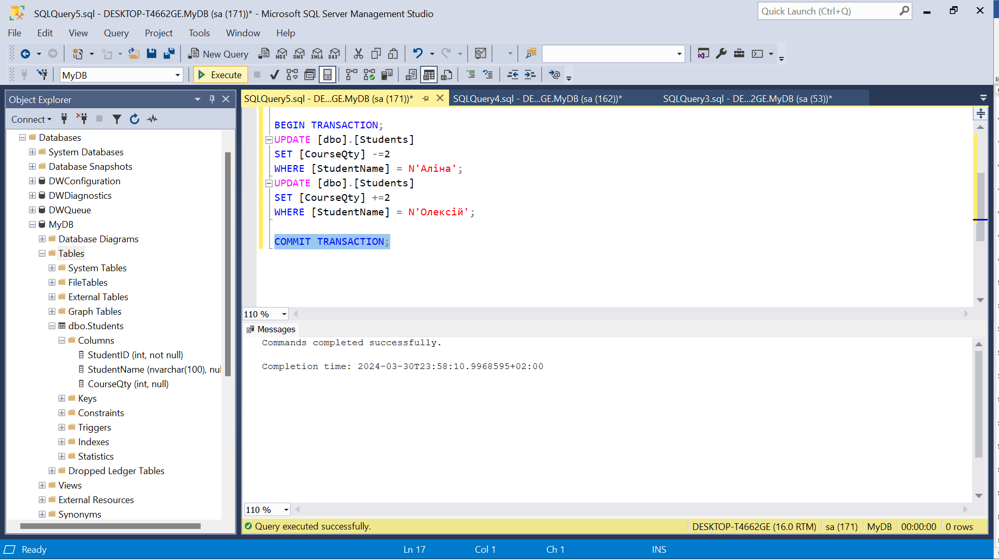 SQLQuery5.sql - DESKTOP-T4662GE.MyDB (sa (171))* - Microsoft SQL Server Management Studio
Quick Launch (Ctrl+Q)
File Edit View Query Project Tools Window Help
New Query MDX DMX XMLA DAX
MyDB Execute
Object Explorer
Connect
Databases
System Databases
Database Snapshots
DWConfiguration
DWDiagnostics
DWQueue
MyDB
Database Diagrams
Tables
System Tables
FileTables
External Tables
Graph Tables
dbo.Students
Columns
StudentID (int, not null)
StudentName (nvarchar(100), nul
CourseQty (int, null)
Keys
Constraints
Triggers
Indexes
Statistics
Dropped Ledger Tables
Views
External Resources
Synonyms
SQLQuery5.sql - DE...GE.MyDB (sa (171))* SQLQuery4.sql - DE...GE.MyDB (sa (162))* SQLQuery3.sql - DE...2GE.MyDB (sa (53))*
BEGIN TRANSACTION;
UPDATE [dbo].[Students]
SET [CourseQty] -=2
WHERE [StudentName] = N'Аліна';
UPDATE [dbo].[Students]
SET [CourseQty] +=2
WHERE [StudentName] = N'Олексій';
COMMIT TRANSACTION;
110 %
Messages
Commands completed successfully.
Completion time: 2024-03-30T23:58:10.9968595+02:00
110 %
Query executed successfully. DESKTOP-T4662GE (16.0 RTM) sa (171) MyDB 00:00:00 0 rows
Ready Ln 17 Col 1 Ch 1 INS